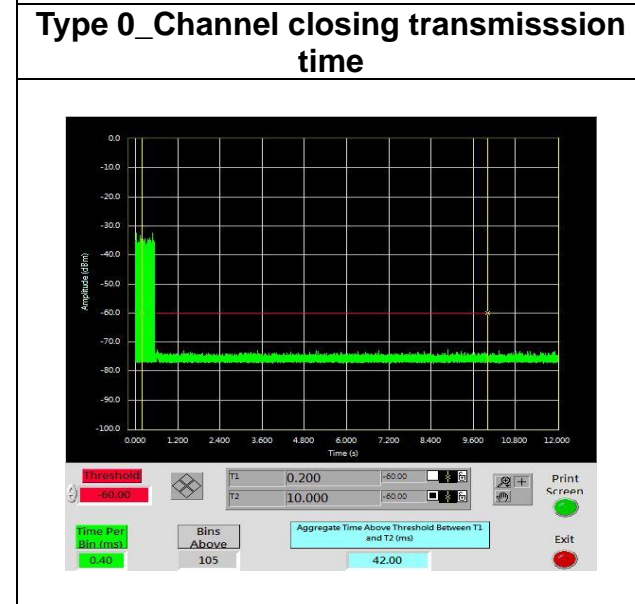 Type 0_Channel closing transmisssion
time
0.0
-10.0
-20.0
-30.0
-40.0
-50.0
-60.0
-70.0
-80.0
-90.0
-100.0
Amplitude (dBm)
0.000 1.200 2.400 3.600 4.800 6.000 7.200 8.400 9.600 10.800 12.000
Time (s)
Threshold
-60.00
T1 0.200 -60.00
T2 10.000 -60.00
Print
Screen
Time Per
Bin (ms)
0.40
Bins
Above
105
Aggregate Time Above Threshold Between T1
and T2 (ms)
42.00
Exit